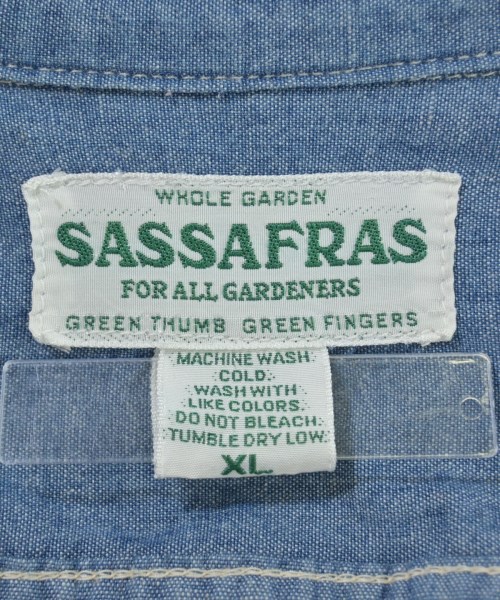 WHOLE GARDEN
SASSAFRAS
FOR ALL GARDENERS
GREEN THUMB GREEN FINGERS
MACHINE WASH
COLD.
WASH WITH
LIKE COLORS.
DO NOT BLEACH.
TUMBLE DRY LOW.
XL